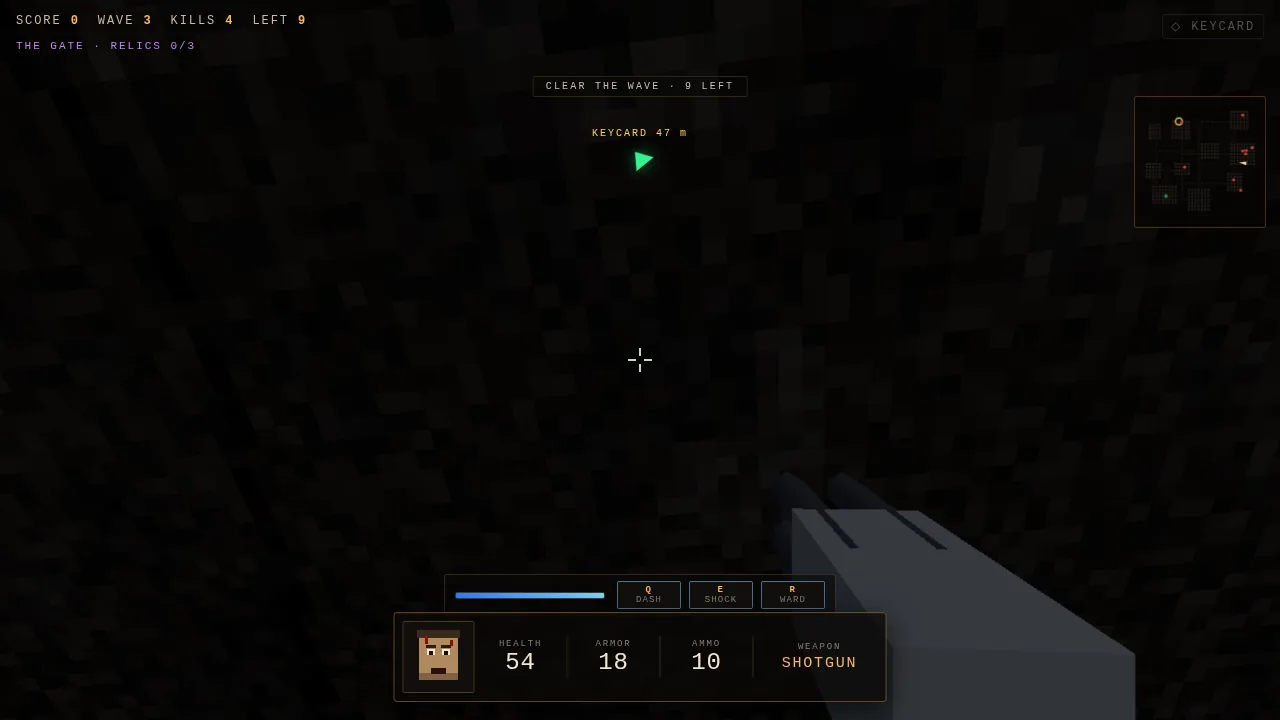 SCORE 0 WAVE 3 KILLS 4 LEFT 9
THE GATE · RELICS 0/3
◇ KEYCARD
CLEAR THE WAVE · 9 LEFT
KEYCARD 47 m
Q
DASH
E
SHOCK
R
WARD
HEALTH
54
ARMOR
18
AMMO
10
WEAPON
SHOTGUN